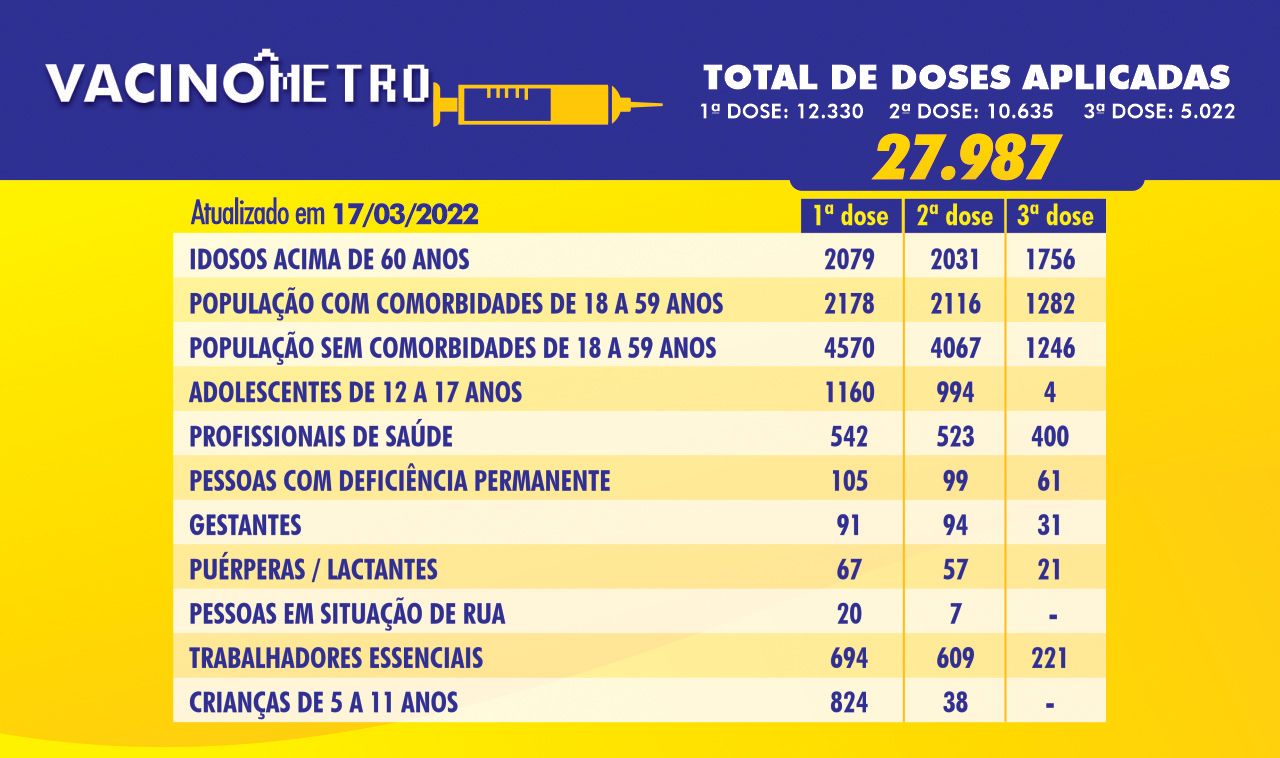 VACINÔMETRO
TOTAL DE DOSES APLICADAS
1ª DOSE: 12.330 2ª DOSE: 10.635 3ª DOSE: 5.022
27.987
Atualizado em 17/03/2022 1ª dose 2ª dose 3ª dose
IDOSOS ACIMA DE 60 ANOS 2079 2031 1756
POPULAÇÃO COM COMORBIDADES DE 18 A 59 ANOS 2178 2116 1282
POPULAÇÃO SEM COMORBIDADES DE 18 A 59 ANOS 4570 4067 1246
ADOLESCENTES DE 12 A 17 ANOS 1160 994 4
PROFISSIONAIS DE SAÚDE 542 523 400
PESSOAS COM DEFICIÊNCIA PERMANENTE 105 99 61
GESTANTES 91 94 31
PUÉRPERAS / LACTANTES 67 57 21
PESSOAS EM SITUAÇÃO DE RUA 20 7 -
TRABALHADORES ESSENCIAIS 694 609 221
CRIANÇAS DE 5 A 11 ANOS 824 38 -